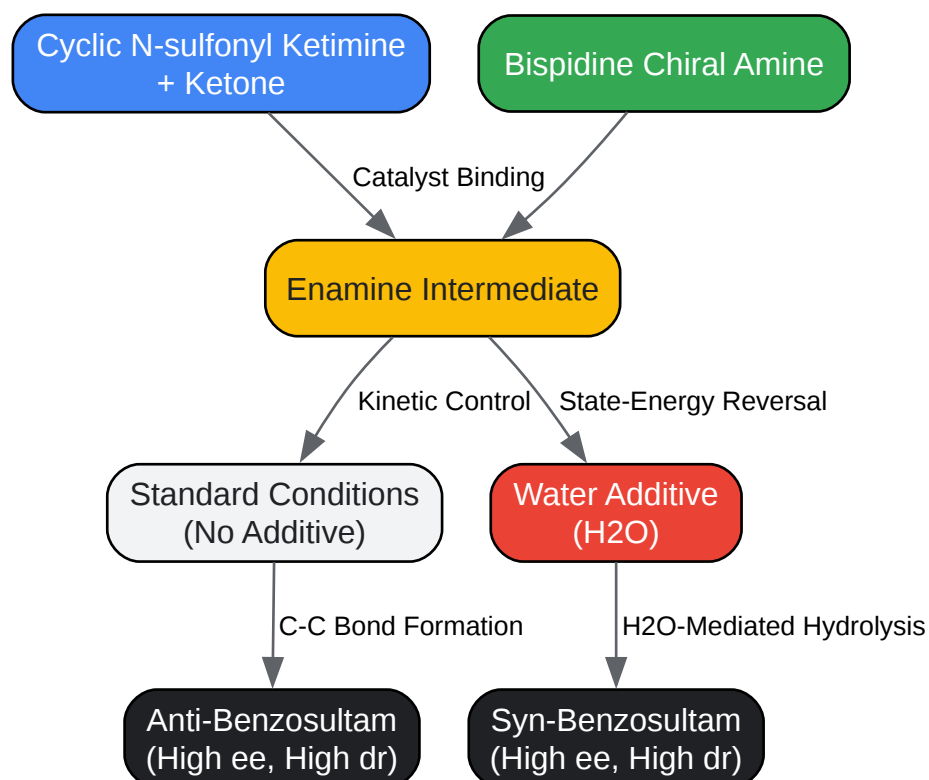 Cyclic N-sulfonyl Ketimine
+ Ketone
Bispidine Chiral Amine
Catalyst Binding
Enamine Intermediate
Kinetic Control
State-Energy Reversal
Standard Conditions
(No Additive)
Water Additive
(H2O)
C-C Bond Formation
H2O-Mediated Hydrolysis
Anti-Benzosultam
(High ee, High dr)
Syn-Benzosultam
(High ee, High dr)